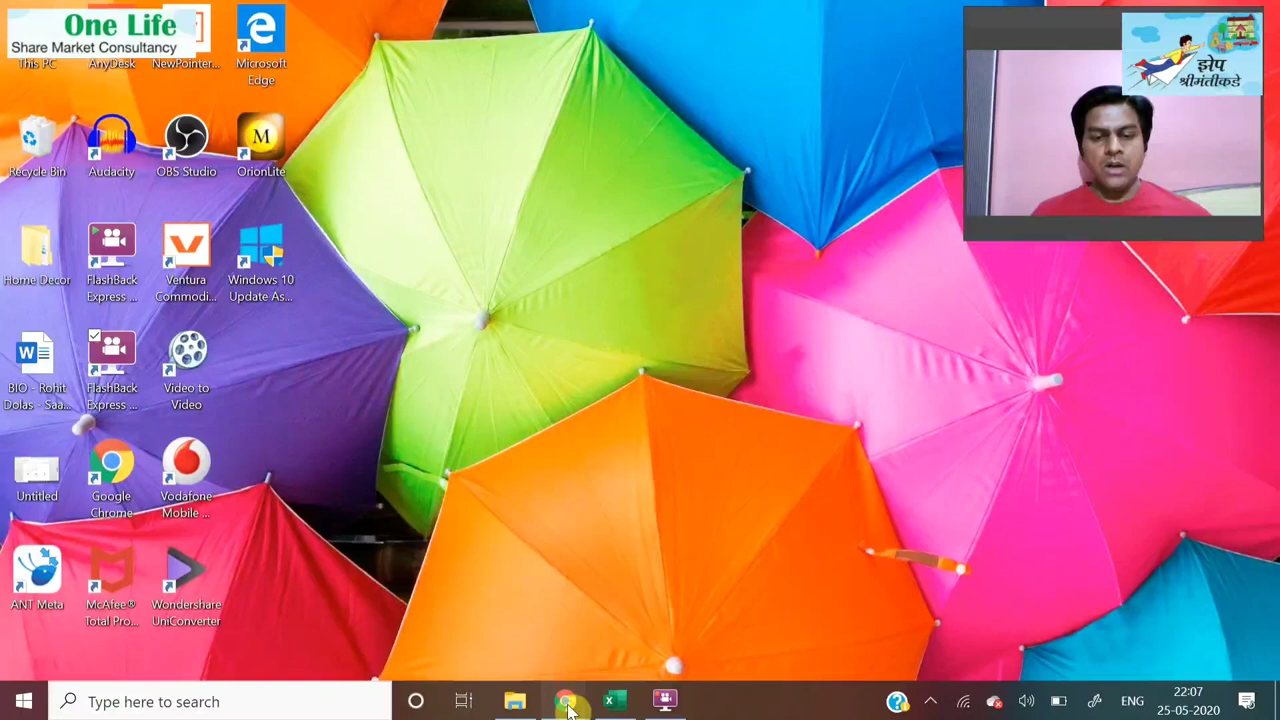 One Life
Share Market Consultancy
झेप
श्रीमंतीकडे
This PC
AnyDesk
NewPointer...
Microsoft
Edge
Recycle Bin
Audacity
OBS Studio
OrionLite
Home Decor
FlashBack
Express ...
Ventura
Commodi...
Windows 10
Update As...
BIO - Rohit
Dolas - Saa...
FlashBack
Express ...
Video to
Video
Untitled
Google
Chrome
Vodafone
Mobile ...
ANT Meta
McAfee®
Total Pro...
Wondershare
UniConverter
Type here to search
ENG
22:07
25-05-2020